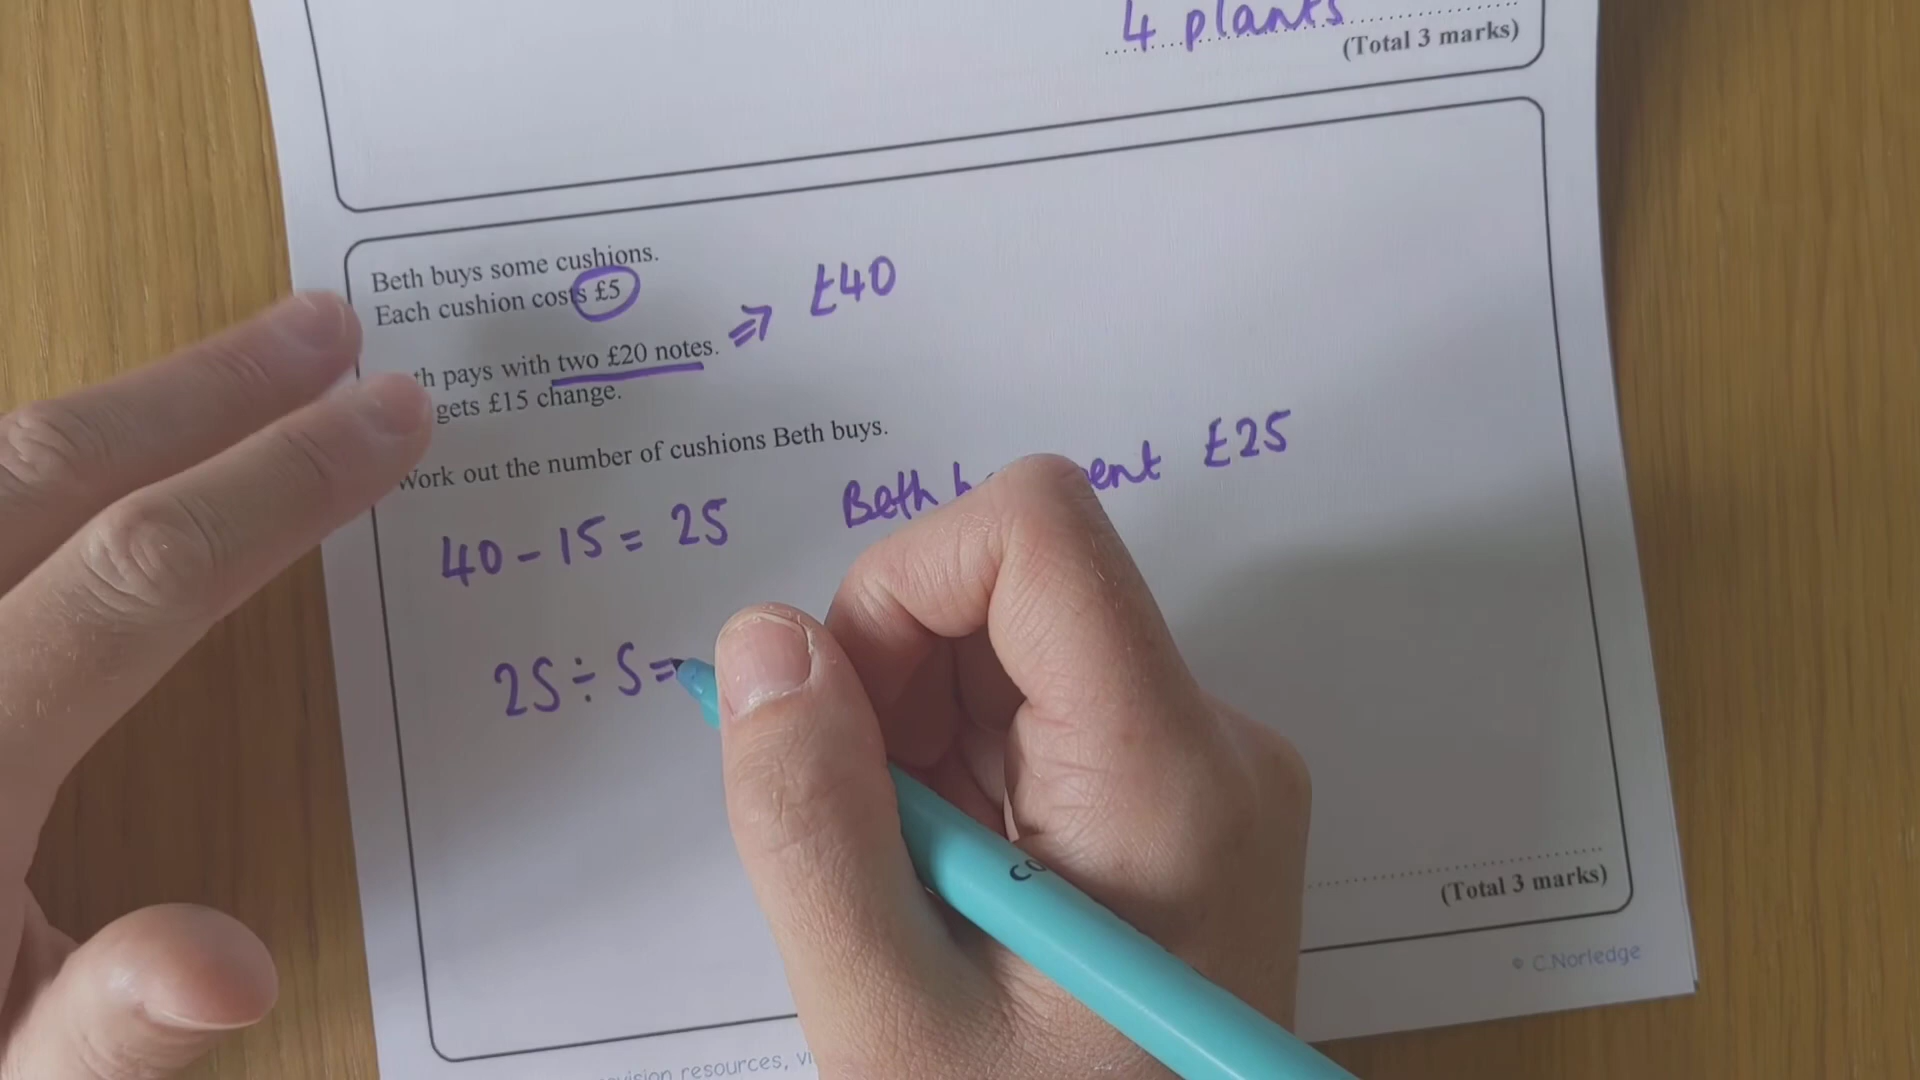 4 plants
(Total 3 marks)
Beth buys some cushions.
Each cushion costs £5
pays with two £20 notes. ⇒ £40
gets £15 change.
Work out the number of cushions Beth buys.
40 - 15 = 25 Beth £25
25 ÷ 5 =
(Total 3 marks)
© C.Norledge
resources,